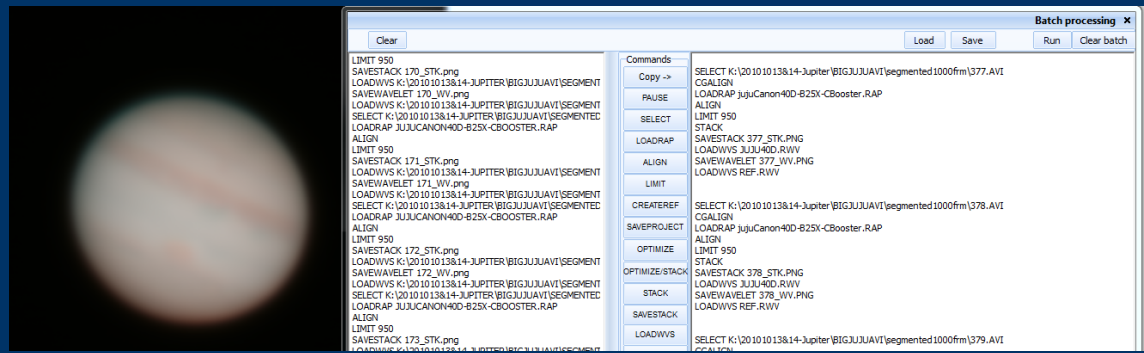 Batch processing ×
Clear
Load Save Run Clear batch
LIMIT 950
SAVESTACK 170_STK.png
LOADWVS K:\20101013&14-JUPITER\BIGJUJUAVI\SEGMENT
SAVEWAVELET 170_WV.png
LOADWVS K:\20101013&14-JUPITER\BIGJUJUAVI\SEGMENT
SELECT K:\20101013&14-JUPITER\BIGJUJUAVI\SEGMENTED
LOADRAP JUJUCANON40D-B25X-CBOOSTER.RAP
ALIGN
LIMIT 950
SAVESTACK 171_STK.png
LOADWVS K:\20101013&14-JUPITER\BIGJUJUAVI\SEGMENT
SAVEWAVELET 171_WV.png
LOADWVS K:\20101013&14-JUPITER\BIGJUJUAVI\SEGMENT
SELECT K:\20101013&14-JUPITER\BIGJUJUAVI\SEGMENTED
LOADRAP JUJUCANON40D-B25X-CBOOSTER.RAP
ALIGN
LIMIT 950
SAVESTACK 172_STK.png
LOADWVS K:\20101013&14-JUPITER\BIGJUJUAVI\SEGMENT
SAVEWAVELET 172_WV.png
SELECT K:\20101013&14-JUPITER\BIGJUJUAVI\SEGMENTED
LOADRAP JUJUCANON40D-B25X-CBOOSTER.RAP
ALIGN
LIMIT 950
SAVESTACK 173_STK.png
LOADWVS K:\20101013&14-JUPITER\BIGJUJUAVI\SEGMENT
Commands
Copy ->
PAUSE
SELECT
LOADRAP
ALIGN
LIMIT
CREATEREF
SAVEPROJECT
OPTIMIZE
OPTIMIZE/STACK
STACK
SAVESTACK
LOADWVS
SELECT K:\20101013&14-Jupiter\BIGJUJUAVI\segmented1000frm\377.AVI
CGALIGN
LOADRAP jujuCanon40D-B25X-CBooster.RAP
ALIGN
LIMIT 950
STACK
SAVESTACK 377_STK.PNG
LOADWVS JUJU40D.RWV
SAVEWAVELET 377_WV.PNG
LOADWVS REF.RWV
SELECT K:\20101013&14-Jupiter\BIGJUJUAVI\segmented1000frm\378.AVI
CGALIGN
LOADRAP jujuCanon40D-B25X-CBooster.RAP
ALIGN
LIMIT 950
STACK
SAVESTACK 378_STK.PNG
LOADWVS JUJU40D.RWV
SAVEWAVELET 378_WV.PNG
LOADWVS REF.RWV
SELECT K:\20101013&14-Jupiter\BIGJUJUAVI\segmented1000frm\379.AVI
CGALIGN